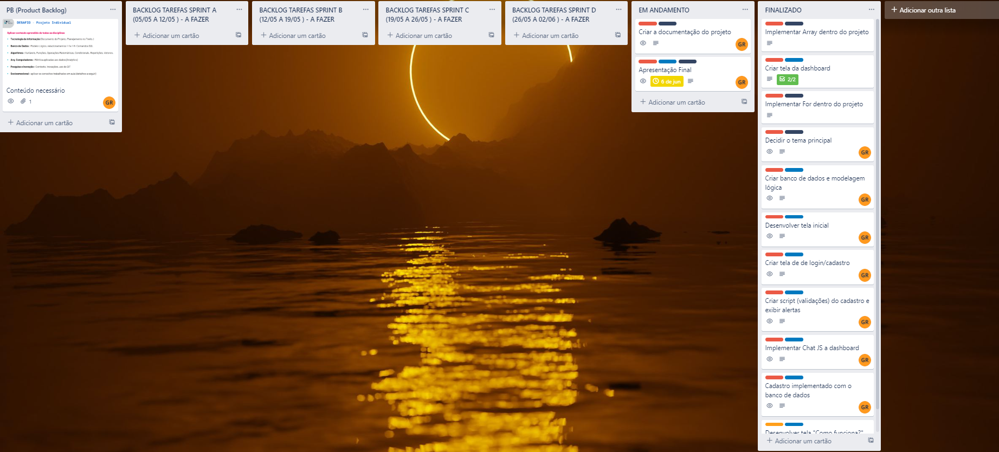 PB (Product Backlog)
DESAFIO - Projeto Individual
Aplicar conteúdo aprendido de todas as disciplinas
Tecnologia da Informação (Documento do Projeto, Planejamento no Trello.)
Banco de Dados : Modelo Lógico, relacionamentos 1-1 e 1-N. Comandos SQL
Algoritmos : Variáveis, Funções, Operações Matemáticas, Condicionais, Repetições, Vetores.
Arq. Computadores : Métrica aplicadas aos dados (Analytics)
Pesquisa e Inovação : Contexto, Inovações, uso do GIT
Socioemocional : aplicar os conceitos trabalhados em aula (detalhes a seguir)
Conteúdo necessário
1
GR
+ Adicionar um cartão
BACKLOG TAREFAS SPRINT A
(05/05 A 12/05 ) - A FAZER
+ Adicionar um cartão
BACKLOG TAREFAS SPRINT B
(12/05 A 19/05 ) - A FAZER
+ Adicionar um cartão
BACKLOG TAREFAS SPRINT C
(19/05 A 26/05 ) - A FAZER
+ Adicionar um cartão
BACKLOG TAREFAS SPRINT D
(26/05 A 02/06 ) - A FAZER
+ Adicionar um cartão
EM ANDAMENTO
Criar a documentação do projeto
GR
Apresentação Final
6 de jun
GR
+ Adicionar um cartão
FINALIZADO
Implementar Array dentro do projeto
Criar tela da dashboard
2/2
Implementar For dentro do projeto
Decidir o tema principal
GR
Criar banco de dados e modelagem
lógica
GR
Desenvolver tela inicial
GR
Criar tela de de login/cadastro
GR
Criar script (validações) do cadastro e
exibir alertas
GR
Implementar Chat JS a dashboard
GR
Cadastro implementado com o
banco de dados
GR
Desenvolver tela "Como funciona?"
+ Adicionar um cartão
+ Adicionar outra lista